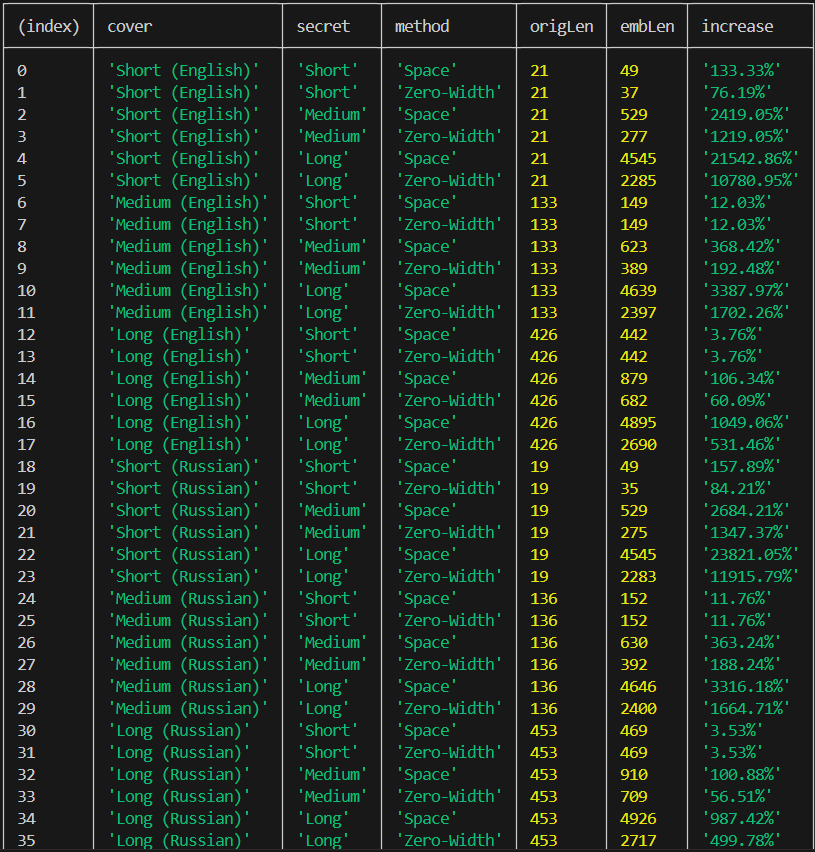 (index) cover secret method origLen embLen increase
0 'Short (English)' 'Short' 'Space' 21 49 '133.33%'
1 'Short (English)' 'Short' 'Zero-Width' 21 37 '76.19%'
2 'Short (English)' 'Medium' 'Space' 21 529 '2419.05%'
3 'Short (English)' 'Medium' 'Zero-Width' 21 277 '1219.05%'
4 'Short (English)' 'Long' 'Space' 21 4545 '21542.86%'
5 'Short (English)' 'Long' 'Zero-Width' 21 2285 '10780.95%'
6 'Medium (English)' 'Short' 'Space' 133 149 '12.03%'
7 'Medium (English)' 'Short' 'Zero-Width' 133 149 '12.03%'
8 'Medium (English)' 'Medium' 'Space' 133 623 '368.42%'
9 'Medium (English)' 'Medium' 'Zero-Width' 133 389 '192.48%'
10 'Medium (English)' 'Long' 'Space' 133 4639 '3387.97%'
11 'Medium (English)' 'Long' 'Zero-Width' 133 2397 '1702.26%'
12 'Long (English)' 'Short' 'Space' 426 442 '3.76%'
13 'Long (English)' 'Short' 'Zero-Width' 426 442 '3.76%'
14 'Long (English)' 'Medium' 'Space' 426 879 '106.34%'
15 'Long (English)' 'Medium' 'Zero-Width' 426 682 '60.09%'
16 'Long (English)' 'Long' 'Space' 426 4895 '1049.06%'
17 'Long (English)' 'Long' 'Zero-Width' 426 2690 '531.46%'
18 'Short (Russian)' 'Short' 'Space' 19 49 '157.89%'
19 'Short (Russian)' 'Short' 'Zero-Width' 19 35 '84.21%'
20 'Short (Russian)' 'Medium' 'Space' 19 529 '2684.21%'
21 'Short (Russian)' 'Medium' 'Zero-Width' 19 275 '1347.37%'
22 'Short (Russian)' 'Long' 'Space' 19 4545 '23821.05%'
23 'Short (Russian)' 'Long' 'Zero-Width' 19 2283 '11915.79%'
24 'Medium (Russian)' 'Short' 'Space' 136 152 '11.76%'
25 'Medium (Russian)' 'Short' 'Zero-Width' 136 152 '11.76%'
26 'Medium (Russian)' 'Medium' 'Space' 136 630 '363.24%'
27 'Medium (Russian)' 'Medium' 'Zero-Width' 136 392 '188.24%'
28 'Medium (Russian)' 'Long' 'Space' 136 4646 '3316.18%'
29 'Medium (Russian)' 'Long' 'Zero-Width' 136 2400 '1664.71%'
30 'Long (Russian)' 'Short' 'Space' 453 469 '3.53%'
31 'Long (Russian)' 'Short' 'Zero-Width' 453 469 '3.53%'
32 'Long (Russian)' 'Medium' 'Space' 453 910 '100.88%'
33 'Long (Russian)' 'Medium' 'Zero-Width' 453 709 '56.51%'
34 'Long (Russian)' 'Long' 'Space' 453 4926 '987.42%'
35 'Long (Russian)' 'Long' 'Zero-Width' 453 2717 '499.78%'